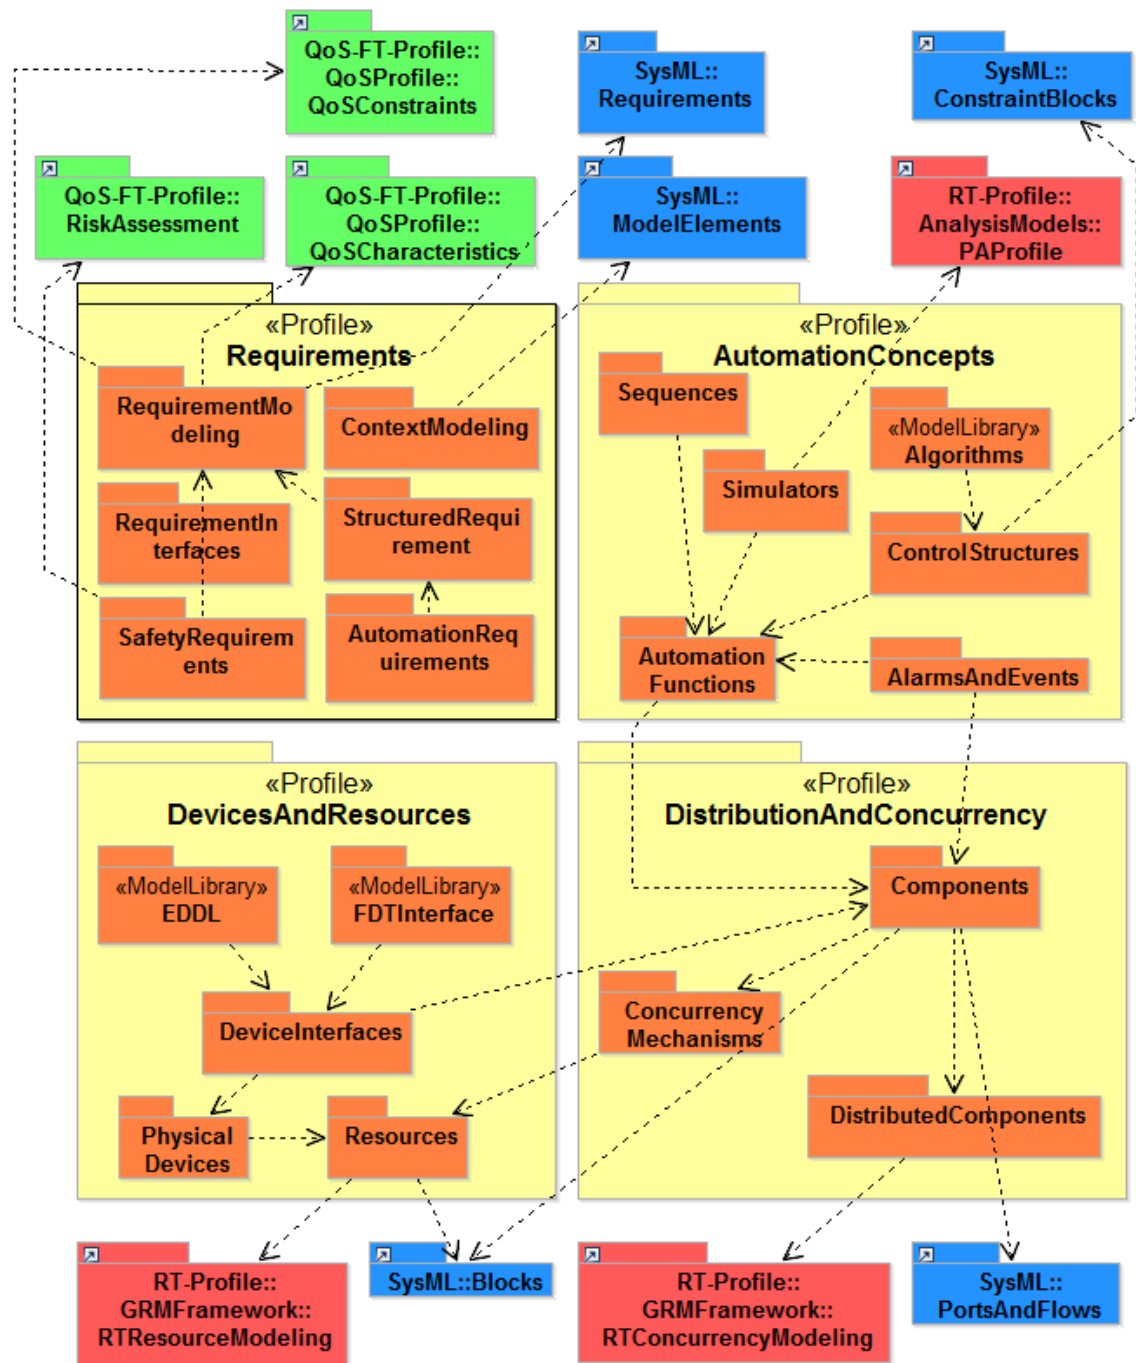 QoS-FT-Profile::
QoSProfile::
QoSConstraints
SysML::
Requirements
SysML::
ConstraintBlocks
QoS-FT-Profile::
RiskAssessment
QoS-FT-Profile::
QoSProfile::
QoSCharacteristics
SysML::
ModelElements
RT-Profile::
AnalysisModels::
PAProfile
«Profile»
Requirements
RequirementMo
deling
ContextModeling
RequirementIn
terfaces
StructuredRequi
rement
SafetyRequirem
ents
AutomationReq
uirements
«Profile»
AutomationConcepts
Sequences
«ModelLibrary»
Algorithms
Simulators
ControlStructures
Automation
Functions
AlarmsAndEvents
«Profile»
DevicesAndResources
«ModelLibrary»
EDDL
«ModelLibrary»
FDTInterface
DeviceInterfaces
Physical
Devices
Resources
«Profile»
DistributionAndConcurrency
Components
Concurrency
Mechanisms
DistributedComponents
RT-Profile::
GRMFramework::
RTResourceModeling
SysML::Blocks
RT-Profile::
GRMFramework::
RTConcurrencyModeling
SysML::
PortsAndFlows